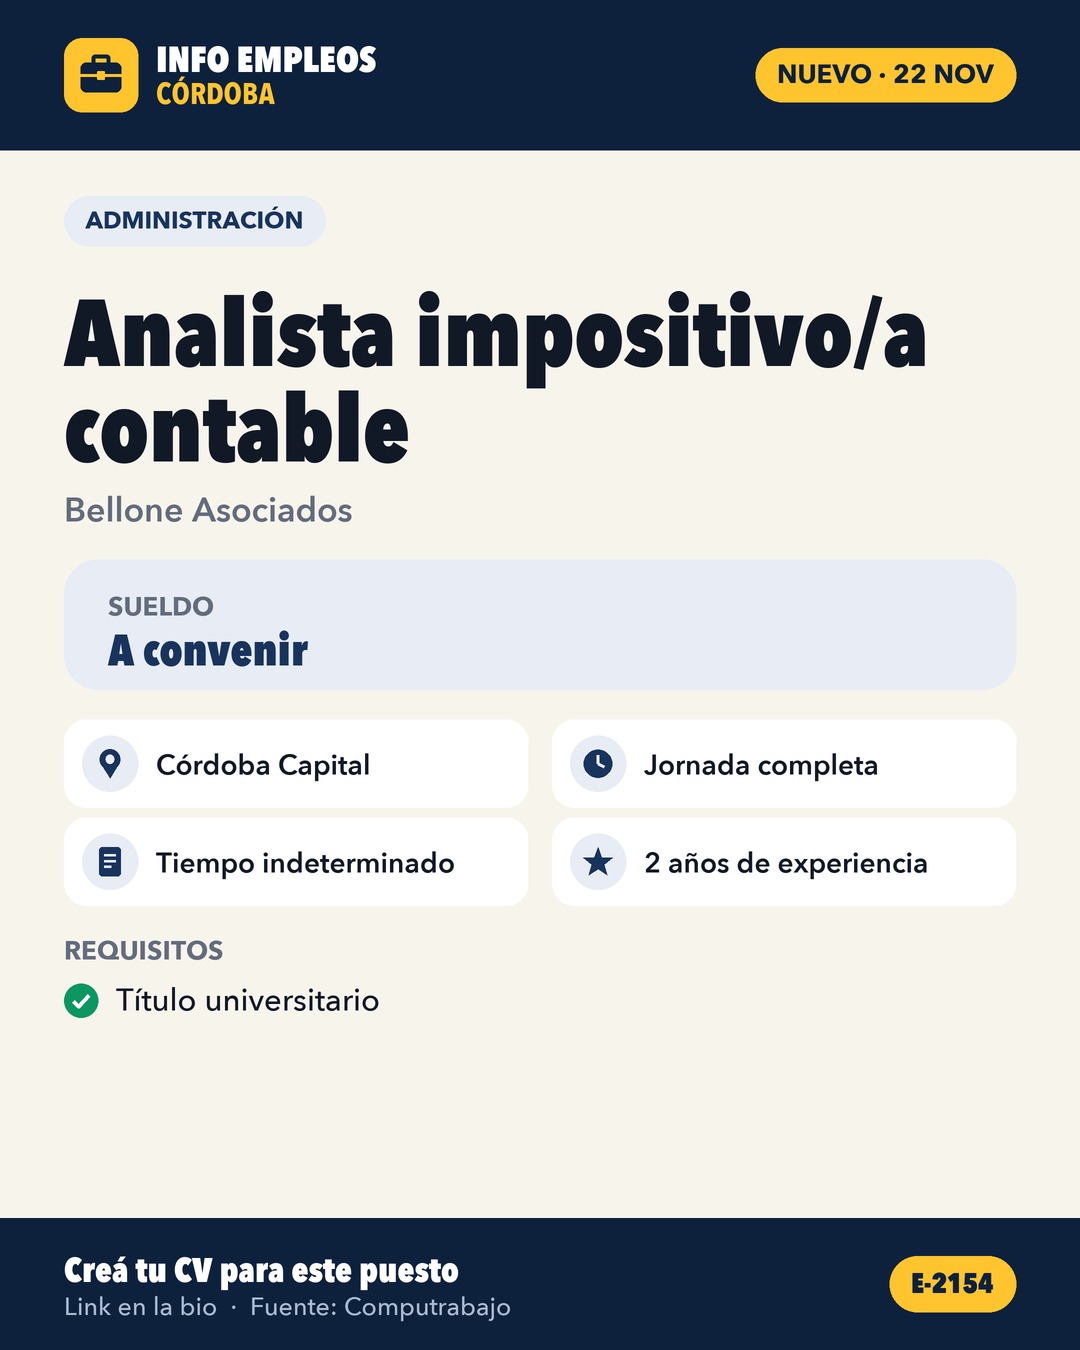 INFO EMPLEOS
CÓRDOBA
NUEVO · 22 NOV
ADMINISTRACIÓN
Analista impositivo/a
contable
Bellone Asociados
SUELDO
A convenir
Córdoba Capital
Jornada completa
Tiempo indeterminado
2 años de experiencia
REQUISITOS
Título universitario
Creá tu CV para este puesto
Link en la bio · Fuente: Computrabajo
E-2154